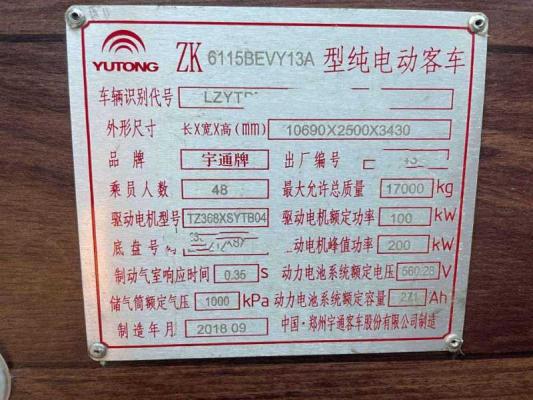 YUTONG ZK 6115BEVY13A 型纯电动客车
车辆识别代号 LZYT
外形尺寸 长X宽X高(mm) 10690X2500X3430
品牌 宇通牌 出厂编号
乘员人数 48 最大允许总质量 17000 kg
驱动电机型号 TZ368XSYTB04 驱动电机额定功率 100 kW
底盘号 动电机峰值功率 200 kW
制动气室响应时间 0.35 S 动力电池系统额定电压 560.28 V
储气筒额定气压 1000 kPa 动力电池系统额定容量 271 Ah
制造年月 2018 09 中国·郑州宇通客车股份有限公司制造